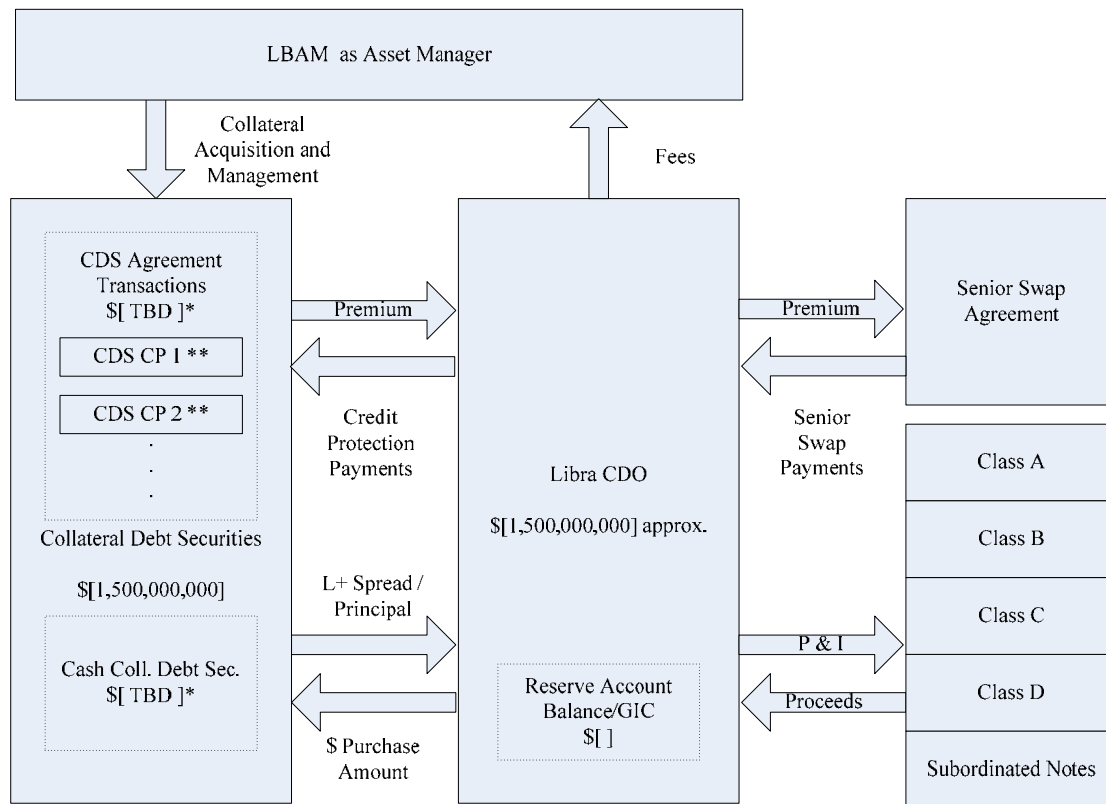 LBAM as Asset Manager
Collateral
Acquisition and
Management
Fees
CDS Agreement
Transactions
$[ TBD ]*
CDS CP 1 **
CDS CP 2 **
.
.
.
Collateral Debt Securities
$[1,500,000,000]
Cash Coll. Debt Sec.
$[ TBD ]*
Premium
Credit
Protection
Payments
L+ Spread /
Principal
$ Purchase
Amount
Libra CDO
$[1,500,000,000] approx.
Reserve Account
Balance/GIC
$[ ]
Premium
Senior
Swap
Payments
P & I
Proceeds
Senior Swap
Agreement
Class A
Class B
Class C
Class D
Subordinated Notes